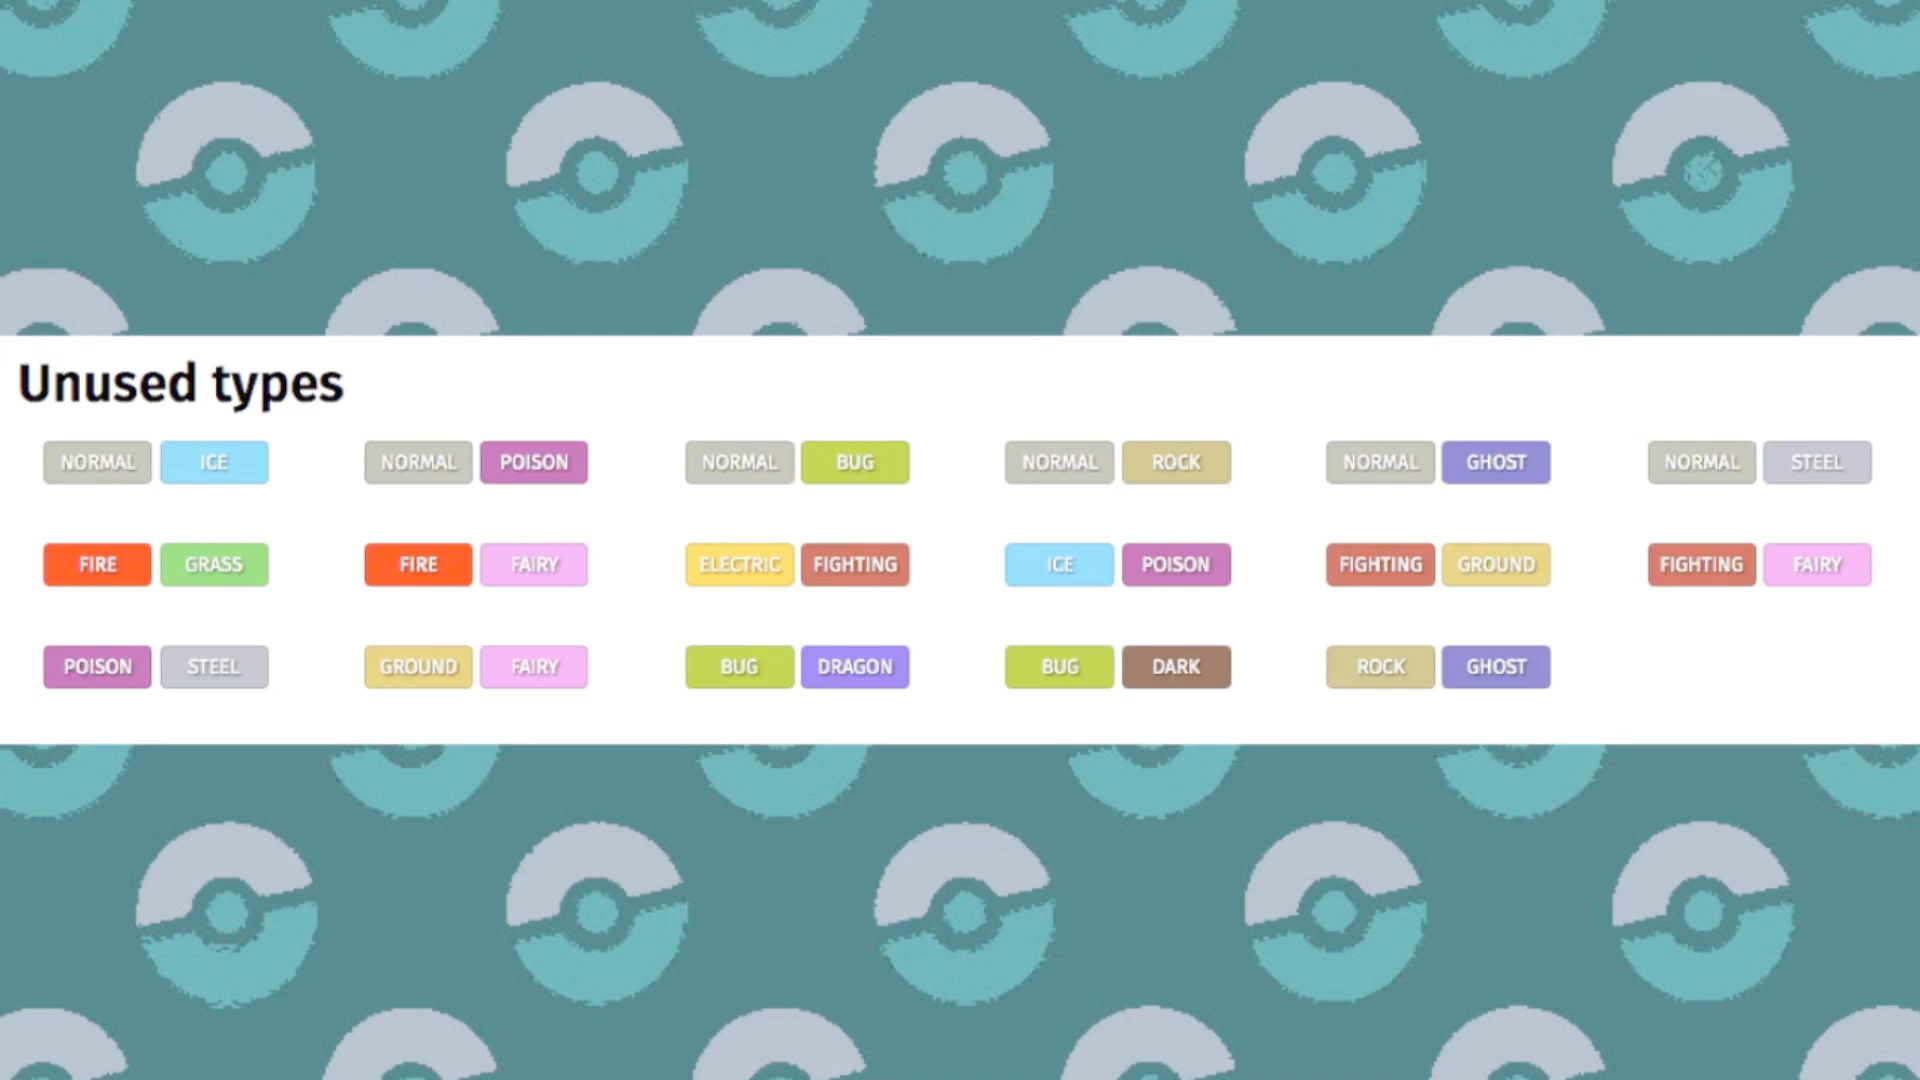 Unused types
NORMAL ICE NORMAL POISON NORMAL BUG NORMAL ROCK NORMAL GHOST NORMAL STEEL
FIRE GRASS FIRE FAIRY ELECTRIC FIGHTING ICE POISON FIGHTING GROUND FIGHTING FAIRY
POISON STEEL GROUND FAIRY BUG DRAGON BUG DARK ROCK GHOST